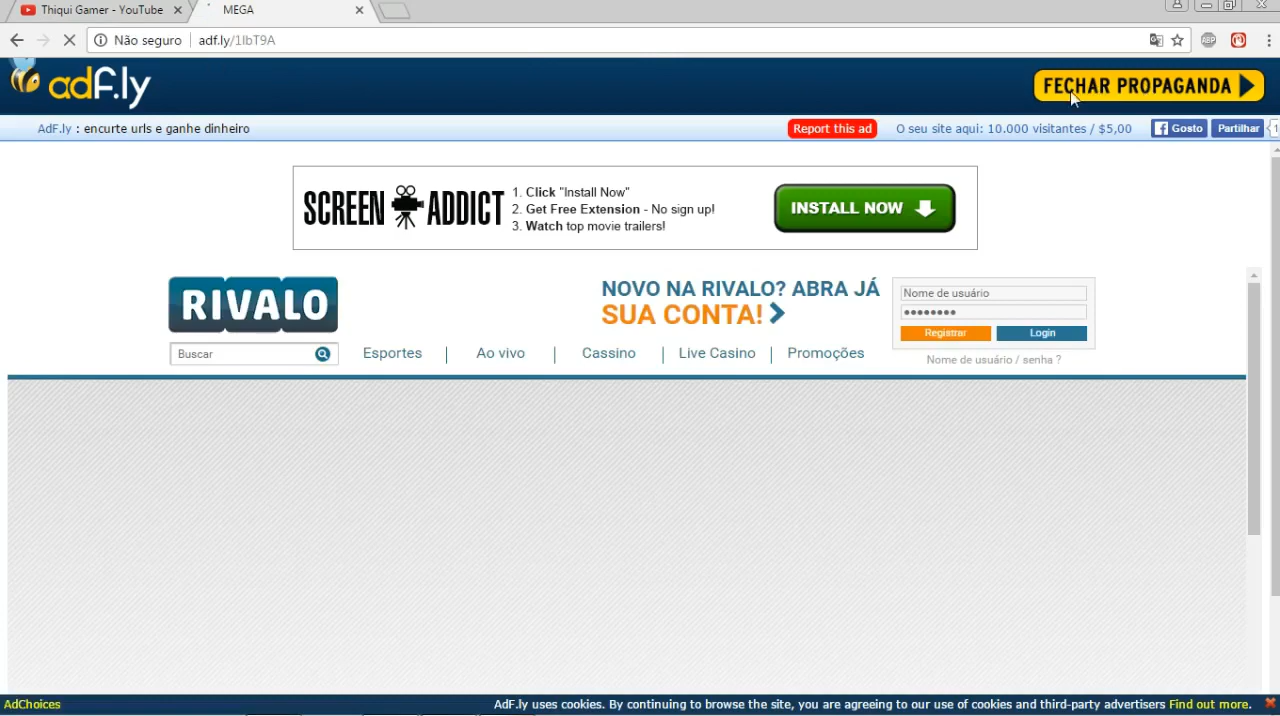 Thiqui Gamer - YouTube
MEGA
Não seguro adf.ly/1IbT9A
ABP
adf.ly
FECHAR PROPAGANDA
AdF.ly : encurte urls e ganhe dinheiro
Report this ad
O seu site aqui: 10.000 visitantes / $5,00
Gosto
Partilhar
1
SCREEN ADDICT
1. Click "Install Now"
2. Get Free Extension - No sign up!
3. Watch top movie trailers!
INSTALL NOW
RIVALO
NOVO NA RIVALO? ABRA JÁ
SUA CONTA!
Nome de usuário
Registrar
Login
Nome de usuário / senha ?
Buscar
Esportes
Ao vivo
Cassino
Live Casino
Promoções
AdChoices
AdF.ly uses cookies. By continuing to browse the site, you are agreeing to our use of cookies and third-party advertisers Find out more.